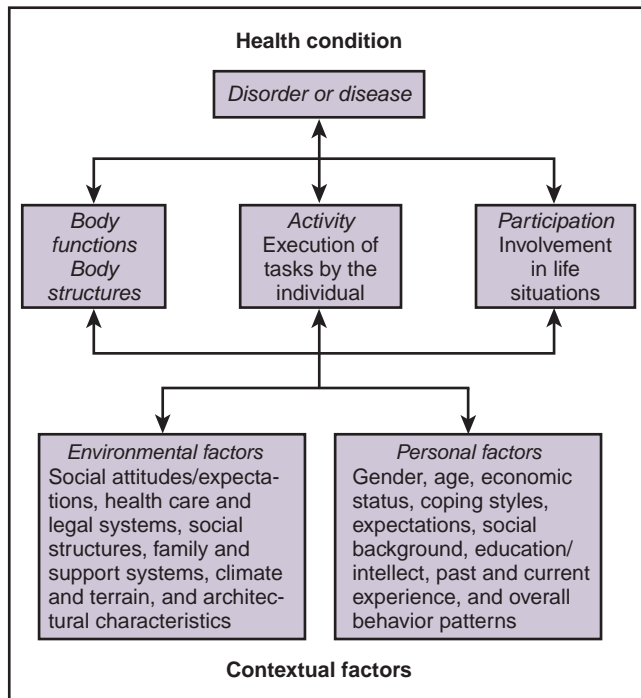 Health condition
Disorder or disease
Body
functions
Body
structures
Activity
Execution of
tasks by the
individual
Participation
Involvement
in life
situations
Environmental factors
Social attitudes/expecta-
tions, health care and
legal systems, social
structures, family and
support systems, climate
and terrain, and architec-
tural characteristics
Personal factors
Gender, age, economic
status, coping styles,
expectations, social
background, education/
intellect, past and current
experience, and overall
behavior patterns
Contextual factors